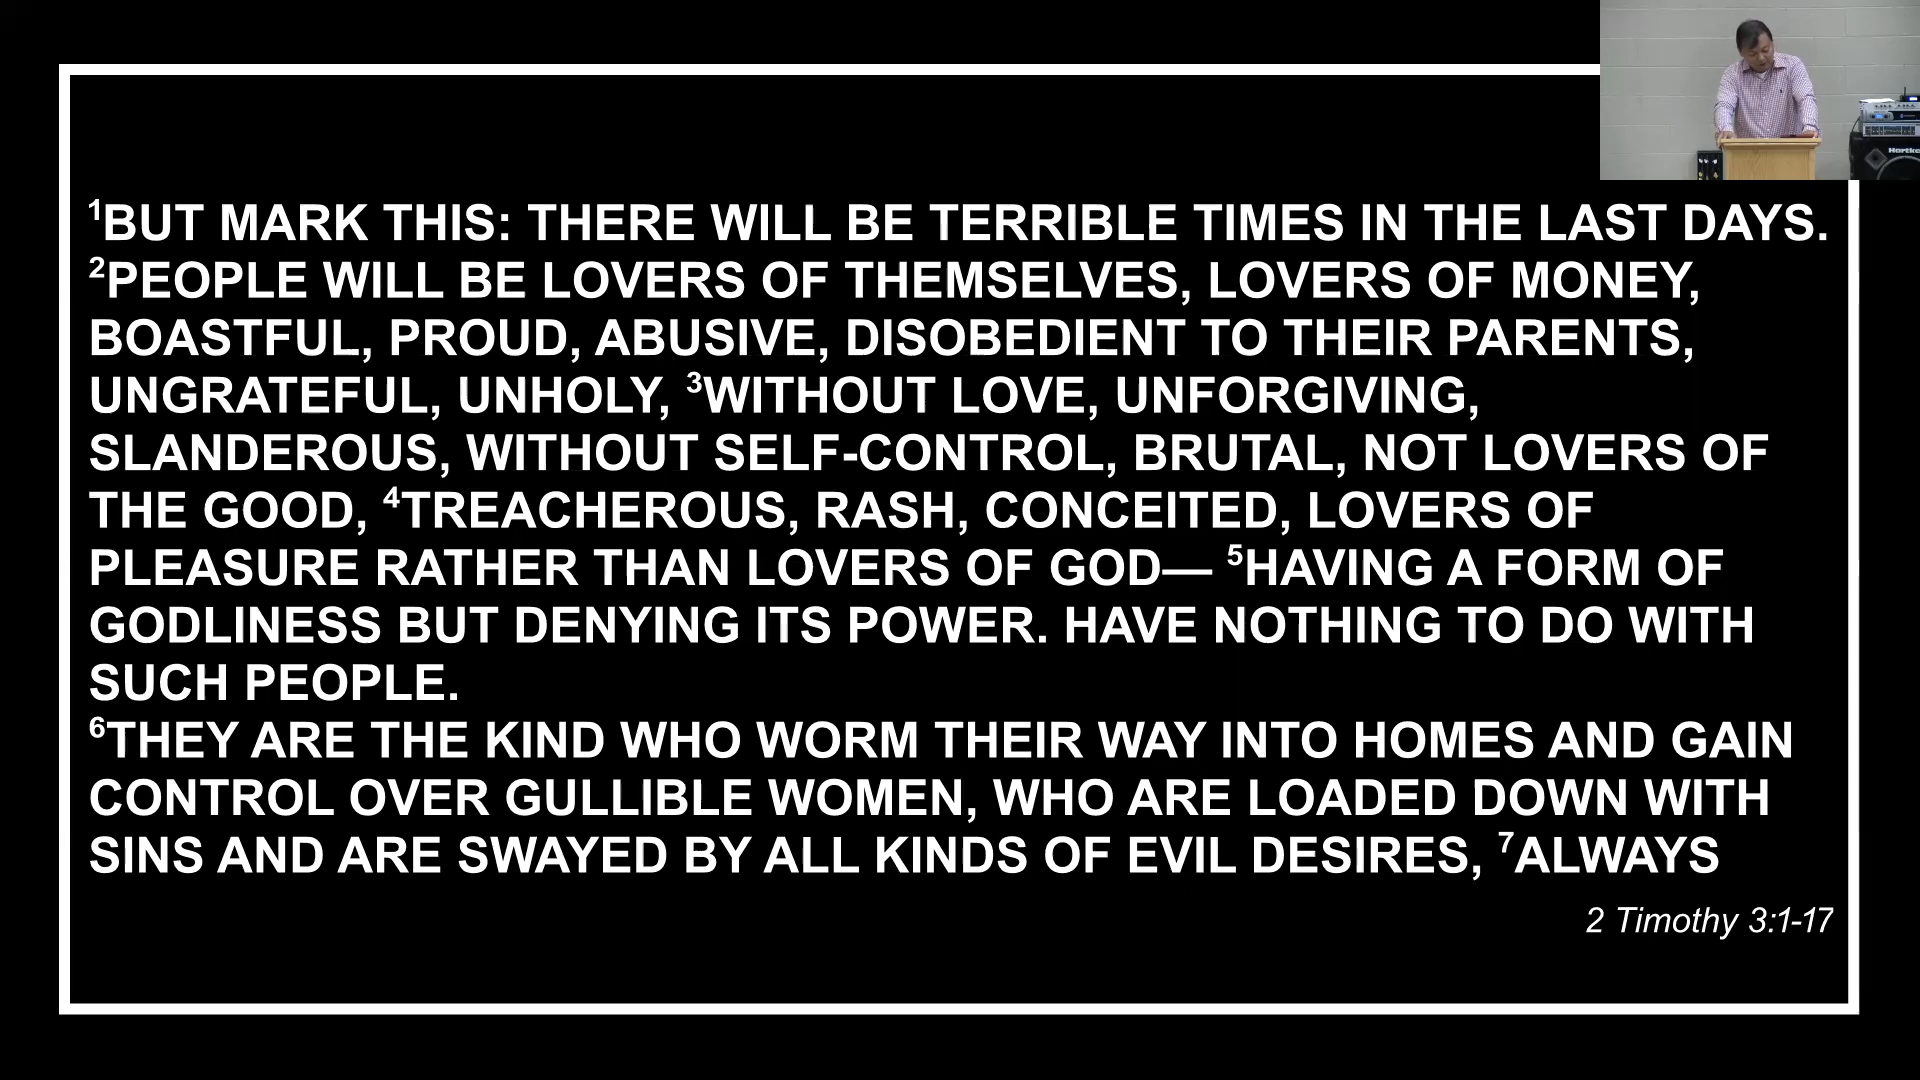 Hartke
¹BUT MARK THIS: THERE WILL BE TERRIBLE TIMES IN THE LAST DAYS.
²PEOPLE WILL BE LOVERS OF THEMSELVES, LOVERS OF MONEY,
BOASTFUL, PROUD, ABUSIVE, DISOBEDIENT TO THEIR PARENTS,
UNGRATEFUL, UNHOLY, ³WITHOUT LOVE, UNFORGIVING,
SLANDEROUS, WITHOUT SELF-CONTROL, BRUTAL, NOT LOVERS OF
THE GOOD, ⁴TREACHEROUS, RASH, CONCEITED, LOVERS OF
PLEASURE RATHER THAN LOVERS OF GOD— ⁵HAVING A FORM OF
GODLINESS BUT DENYING ITS POWER. HAVE NOTHING TO DO WITH
SUCH PEOPLE.
⁶THEY ARE THE KIND WHO WORM THEIR WAY INTO HOMES AND GAIN
CONTROL OVER GULLIBLE WOMEN, WHO ARE LOADED DOWN WITH
SINS AND ARE SWAYED BY ALL KINDS OF EVIL DESIRES, ⁷ALWAYS
2 Timothy 3:1-17